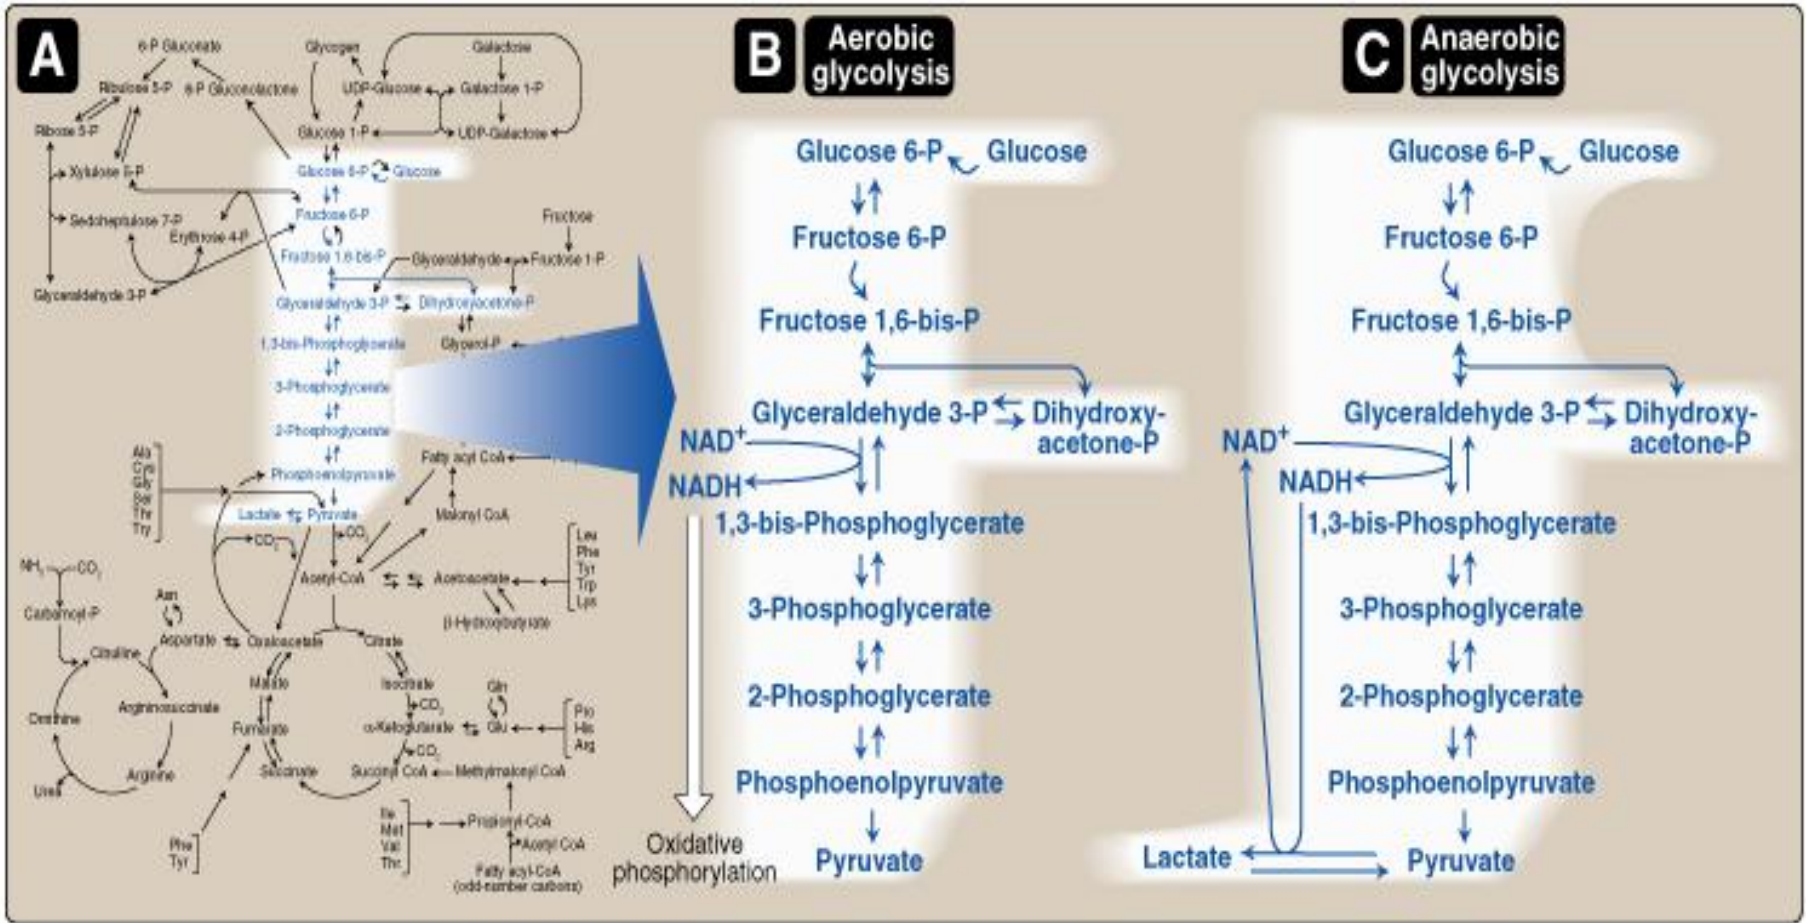 A
6-P Gluconate
Glycogen
Galactose
Ribulose 5-P
6-P Gluconolactone
UDP-Glucose
Galactose 1-P
Ribose 5-P
Glucose 1-P
UDP-Galactose
Xylulose 5-P
Glucose 6-P
Glucose
Sedoheptulose 7-P
Fructose 6-P
Fructose
Erythrose 4-P
Fructose 1,6-bis-P
Glyceraldehyde
Fructose 1-P
Glyceraldehyde 3-P
Glyceraldehyde 3-P
Dihydroxyacetone-P
1,3-bis-Phosphoglycerate
Glycerol-P
3-Phosphoglycerate
2-Phosphoglycerate
Ala
Cys
Gly
Ser
Thr
Try
Fatty acyl CoA
Phosphoenolpyruvate
Lactate
Pyruvate
Malonyl CoA
CO2
CO2
Leu
Phe
Tyr
Trp
Lys
NH3
CO2
Acetyl-CoA
Acetoacetate
Carbamoyl-P
Asn
β-Hydroxybutyrate
Aspartate
Oxaloacetate
Citrate
Citrulline
Malate
Isocitrate
Gln
CO2
Argininosuccinate
Ornithine
Fumarate
α-Ketoglutarate
Glu
Pro
His
Arg
CO2
Arginine
Succinate
Succinyl CoA
Methylmalonyl CoA
Urea
Ile
Met
Val
Thr
Propionyl-CoA
Phe
Tyr
Acetyl CoA
Fatty acyl-CoA
(odd-number carbons)
B
Aerobic
glycolysis
Glucose 6-P
Glucose
Fructose 6-P
Fructose 1,6-bis-P
Glyceraldehyde 3-P
Dihydroxy-
acetone-P
NAD+
NADH
1,3-bis-Phosphoglycerate
3-Phosphoglycerate
2-Phosphoglycerate
Phosphoenolpyruvate
Oxidative
phosphorylation
Pyruvate
C
Anaerobic
glycolysis
Glucose 6-P
Glucose
Fructose 6-P
Fructose 1,6-bis-P
Glyceraldehyde 3-P
Dihydroxy-
acetone-P
NAD+
NADH
1,3-bis-Phosphoglycerate
3-Phosphoglycerate
2-Phosphoglycerate
Phosphoenolpyruvate
Lactate
Pyruvate